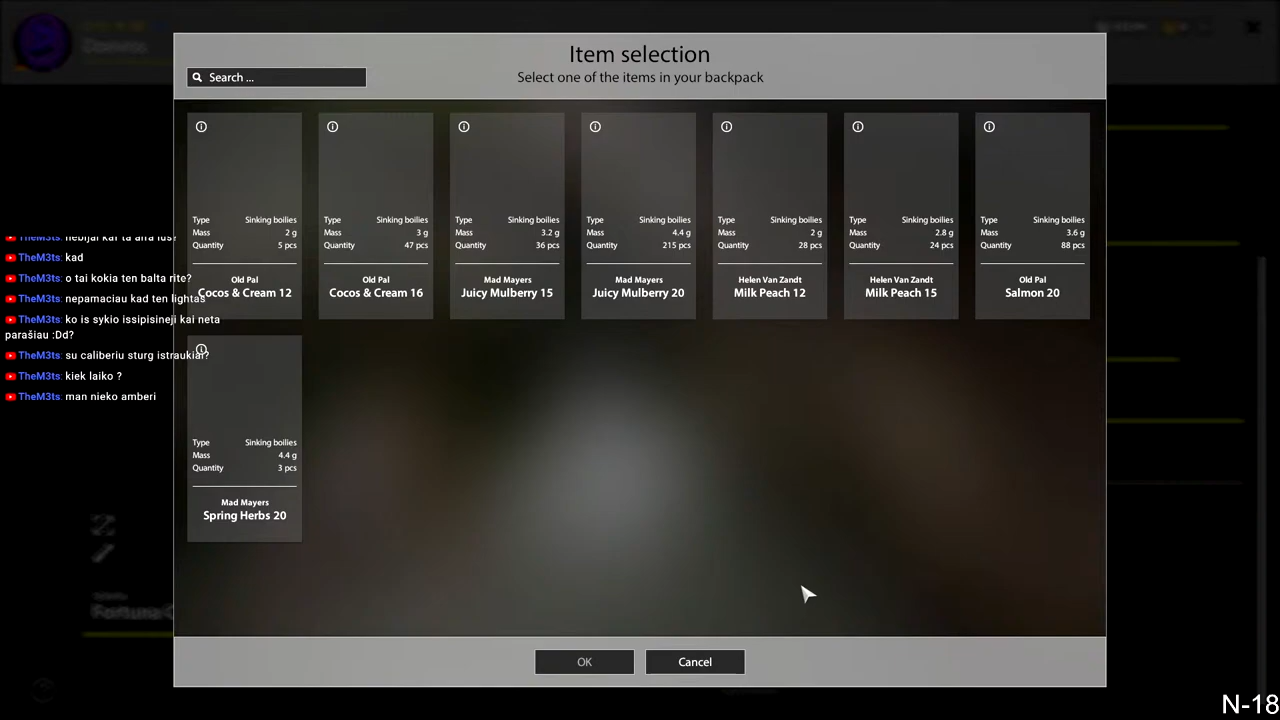 Item selection
Search ...
Select one of the items in your backpack
Type Sinking boilies
Mass 2 g
Quantity 5 pcs
Old Pal
Cocos & Cream 12
Type Sinking boilies
Mass 3 g
Quantity 47 pcs
Old Pal
Cocos & Cream 16
Type Sinking boilies
Mass 3.2 g
Quantity 36 pcs
Mad Mayers
Juicy Mulberry 15
Type Sinking boilies
Mass 4.4 g
Quantity 215 pcs
Mad Mayers
Juicy Mulberry 20
Type Sinking boilies
Mass 2 g
Quantity 28 pcs
Helen Van Zandt
Milk Peach 12
Type Sinking boilies
Mass 2.8 g
Quantity 24 pcs
Helen Van Zandt
Milk Peach 15
Type Sinking boilies
Mass 3.6 g
Quantity 88 pcs
Old Pal
Salmon 20
Type Sinking boilies
Mass 4.4 g
Quantity 3 pcs
Mad Mayers
Spring Herbs 20
TheM3ts:
TheM3ts: kad
TheM3ts: o tai kokia ten balta rite?
TheM3ts: nepamaciau kad ten lightas
TheM3ts: ko is sykio issipisineji kai neta
parašiau :Dd?
TheM3ts: su caliberiu sturg istraukiai?
TheM3ts: kiek laiko ?
TheM3ts: man nieko amberi
Fortuna
OK
Cancel
N-18